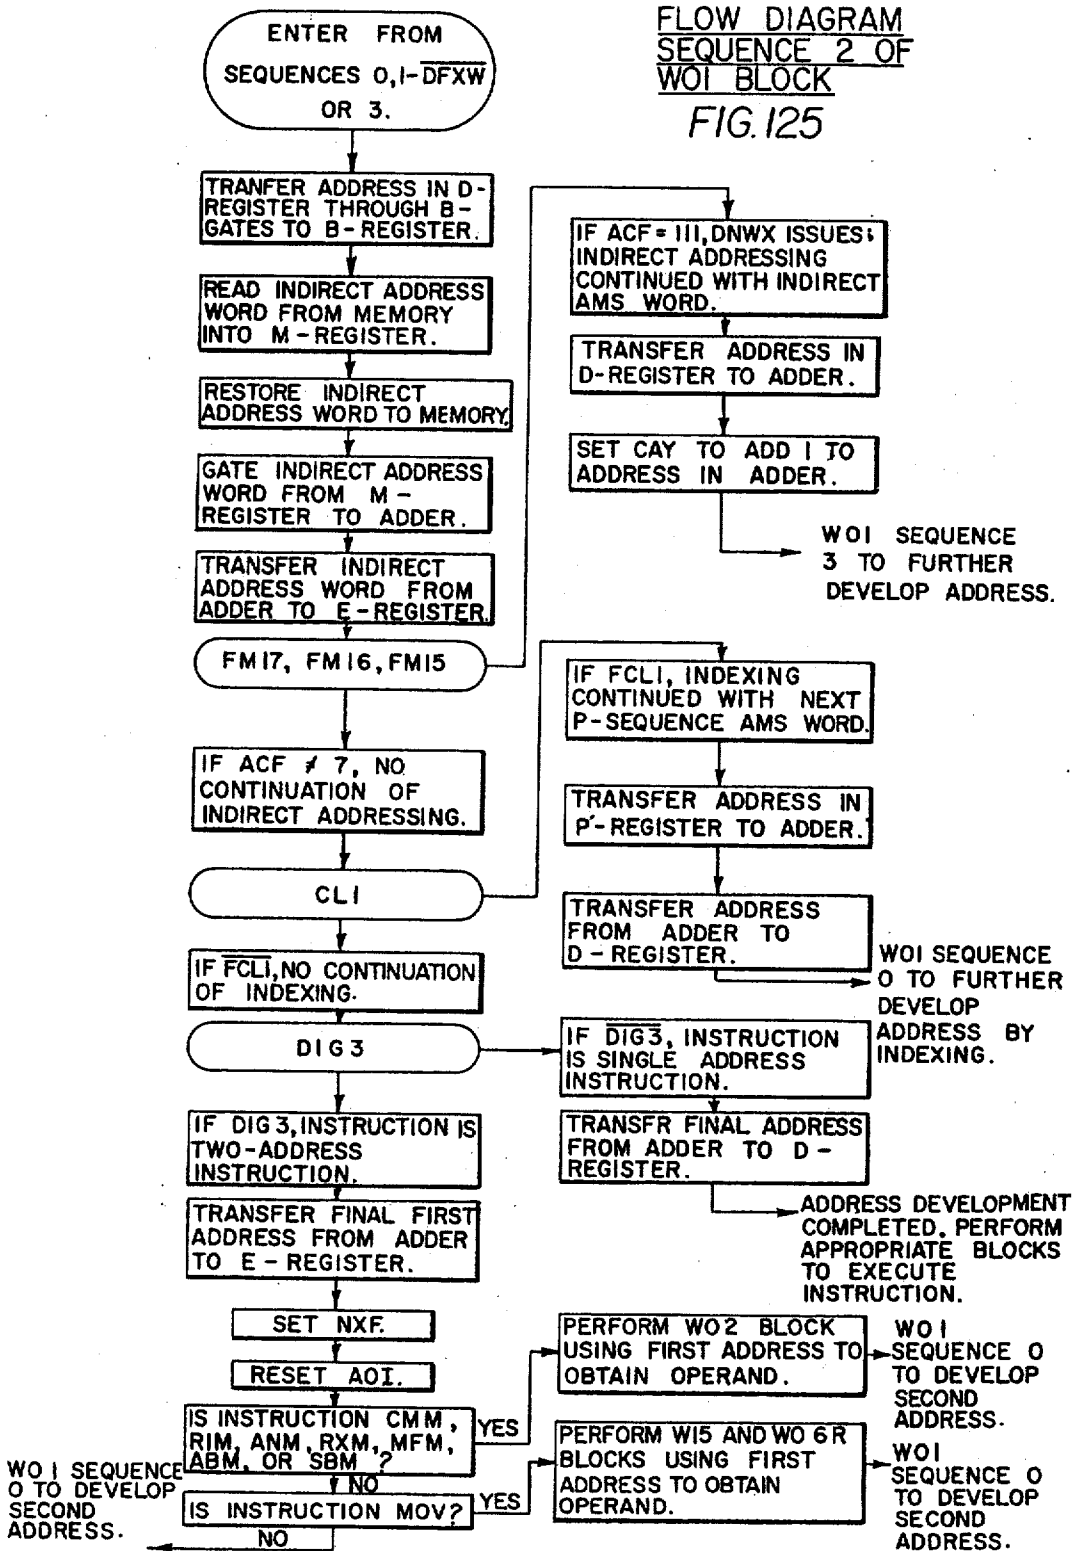 FLOW DIAGRAM
SEQUENCE 2 OF
WO1 BLOCK
FIG. 125
ENTER FROM
SEQUENCES 0,1-DFXW
OR 3.
TRANFER ADDRESS IN D-
REGISTER THROUGH B-
GATES TO B-REGISTER.
READ INDIRECT ADDRESS
WORD FROM MEMORY
INTO M-REGISTER.
RESTORE INDIRECT
ADDRESS WORD TO MEMORY.
GATE INDIRECT ADDRESS
WORD FROM M-
REGISTER TO ADDER.
TRANSFER INDIRECT
ADDRESS WORD FROM
ADDER TO E-REGISTER.
FM17, FM16, FM15
IF ACF = 111, DNWX ISSUES;
INDIRECT ADDRESSING
CONTINUED WITH INDIRECT
AMS WORD.
TRANSFER ADDRESS IN
D-REGISTER TO ADDER.
SET CAY TO ADD 1 TO
ADDRESS IN ADDER.
WO1 SEQUENCE
3 TO FURTHER
DEVELOP ADDRESS.
IF ACF ≠ 7, NO
CONTINUATION OF
INDIRECT ADDRESSING.
CL1
IF FCL1, INDEXING
CONTINUED WITH NEXT
P-SEQUENCE AMS WORD.
TRANSFER ADDRESS IN
P'-REGISTER TO ADDER.
TRANSFER ADDRESS
FROM ADDER TO
D-REGISTER.
WO1 SEQUENCE
0 TO FURTHER
DEVELOP
ADDRESS BY
INDEXING.
IF FCL1, NO CONTINUATION
OF INDEXING.
DIG3
IF DIG3, INSTRUCTION
IS SINGLE ADDRESS
INSTRUCTION.
TRANSFR FINAL ADDRESS
FROM ADDER TO D-
REGISTER.
ADDRESS DEVELOPMENT
COMPLETED. PERFORM
APPROPRIATE BLOCKS
TO EXECUTE
INSTRUCTION.
IF DIG3, INSTRUCTION IS
TWO-ADDRESS
INSTRUCTION.
TRANSFER FINAL FIRST
ADDRESS FROM ADDER
TO E-REGISTER.
SET NXF.
RESET AOI.
IS INSTRUCTION CMM,
RIM, ANM, RXM, MFM,
ABM, OR SBM ?
YES
PERFORM WO2 BLOCK
USING FIRST ADDRESS TO
OBTAIN OPERAND.
WO1
SEQUENCE 0
TO DEVELOP
SECOND
ADDRESS.
NO
IS INSTRUCTION MOV?
YES
PERFORM W15 AND WO6R
BLOCKS USING FIRST
ADDRESS TO OBTAIN
OPERAND.
WO1
SEQUENCE 0
TO DEVELOP
SECOND
ADDRESS.
NO
WO1 SEQUENCE
0 TO DEVELOP
SECOND
ADDRESS.